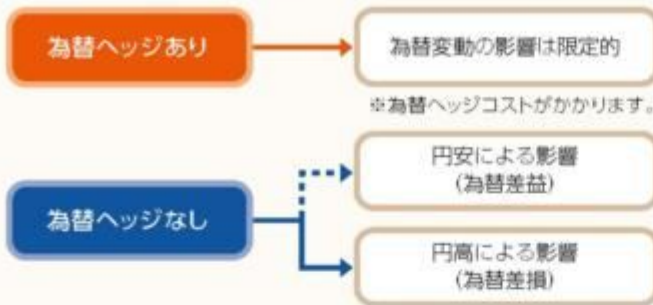 為替ヘッジあり
為替変動の影響は限定的
※為替ヘッジコストがかかります。
円安による影響
(為替差益)
為替ヘッジなし
円高による影響
(為替差損)